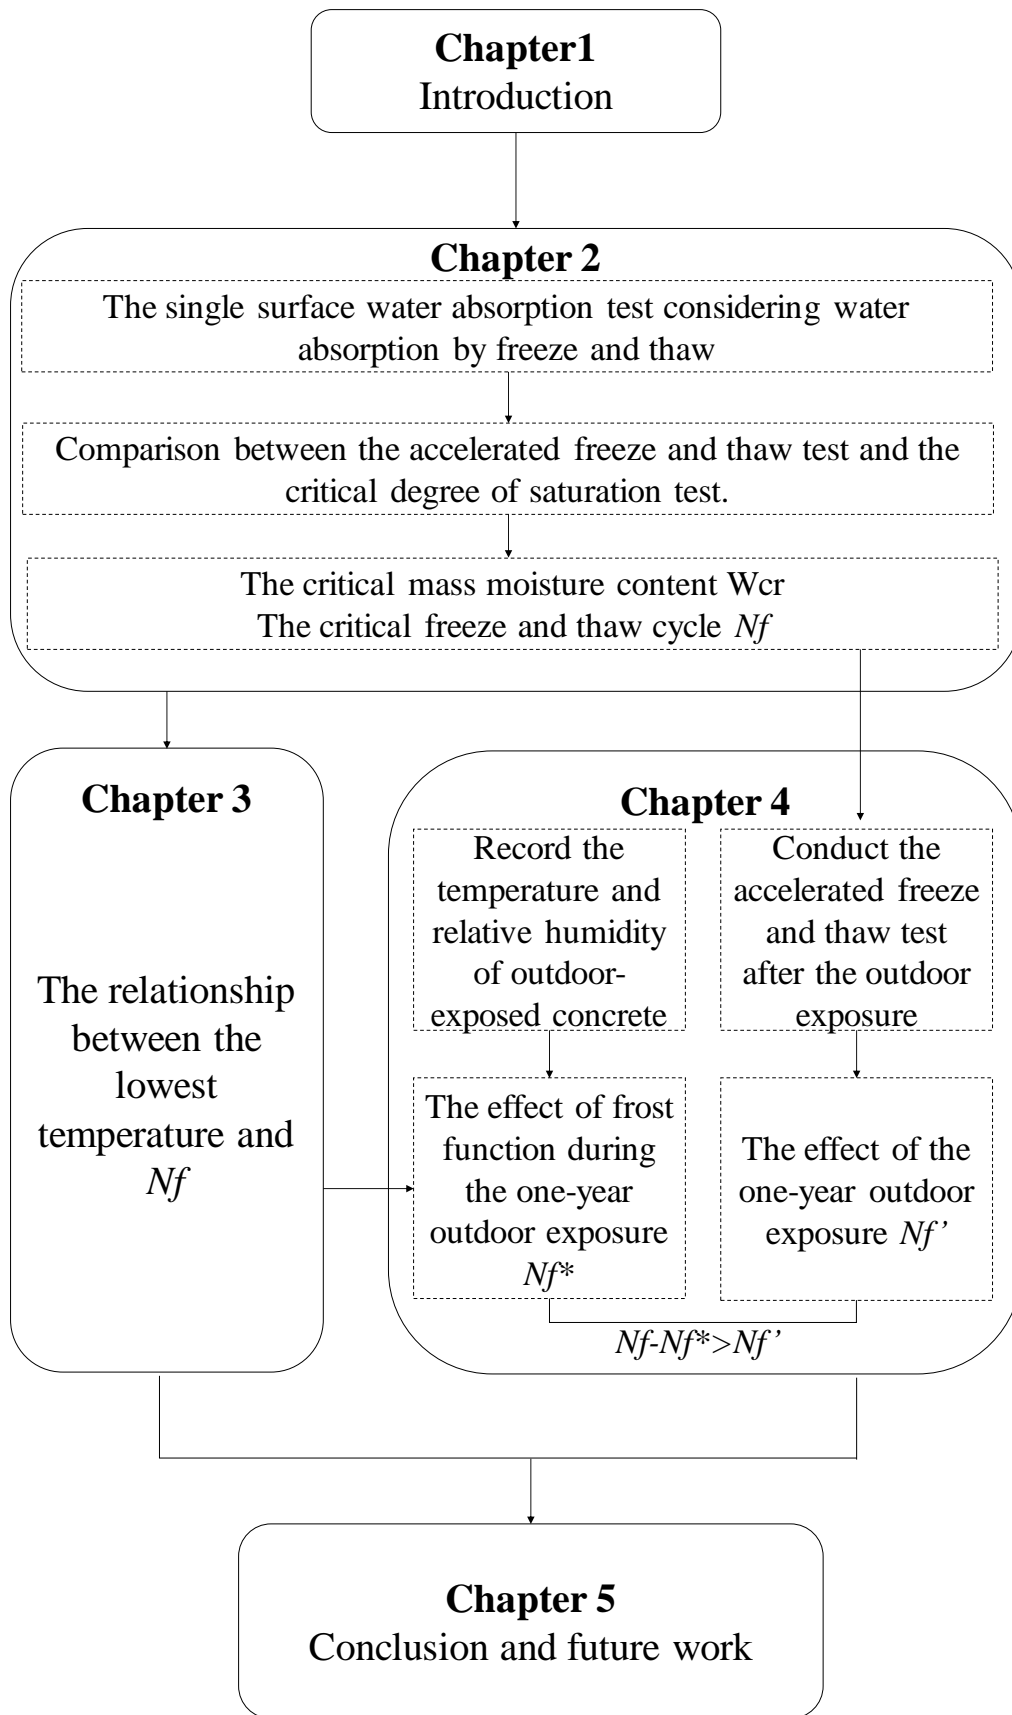 Chapter1
Introduction
Chapter 2
The single surface water absorption test considering water
absorption by freeze and thaw
Comparison between the accelerated freeze and thaw test and the
critical degree of saturation test.
The critical mass moisture content Wcr
The critical freeze and thaw cycle Nf
Chapter 3
The relationship
between the
lowest
temperature and
Nf
Chapter 4
Record the
temperature and
relative humidity
of outdoor-
exposed concrete
Conduct the
accelerated freeze
and thaw test
after the outdoor
exposure
The effect of frost
function during
the one-year
outdoor exposure
Nf*
The effect of the
one-year outdoor
exposure Nf’
Nf-Nf*>Nf’
Chapter 5
Conclusion and future work